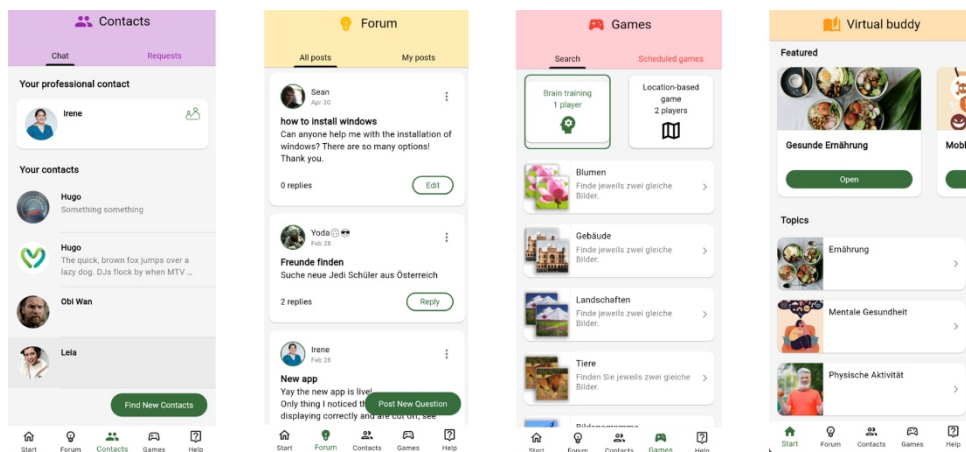 Contacts
Chat
Requests
Your professional contact
Irene
Your contacts
Hugo
Something something
Hugo
The quick, brown fox jumps over a
lazy dog. DJs flock by when MTV ...
Obi Wan
Leia
Find New Contacts
Start
Forum
Contacts
Games
Help
Forum
All posts
My posts
Sean
Apr 30
how to install windows
Can anyone help me with the installation of
windows? There are so many options!
Thank you.
0 replies
Edit
Yoda
Feb 28
Freunde finden
Suche neue Jedi Schüler aus Österreich
2 replies
Reply
Irene
Feb 28
New app
Yay the new app is live!
Only thing I noticed
Post New Question
displaying correctly and are cut off, see
Start
Forum
Contacts
Games
Help
Games
Search
Scheduled games
Brain training
1 player
Location-based
game
2 players
Blumen
Finde jeweils zwei gleiche
Bilder.
Gebäude
Finde jeweils zwei gleiche
Bilder.
Landschaften
Finde jeweils zwei gleiche
Bilder.
Tiere
Finden Sie jeweils zwei gleiche
Bilder.
Start
Forum
Contacts
Games
Help
Virtual buddy
Featured
Gesunde Ernährung
Open
Topics
Ernährung
Mentale Gesundheit
Physische Aktivität
Start
Forum
Contacts
Games
Help